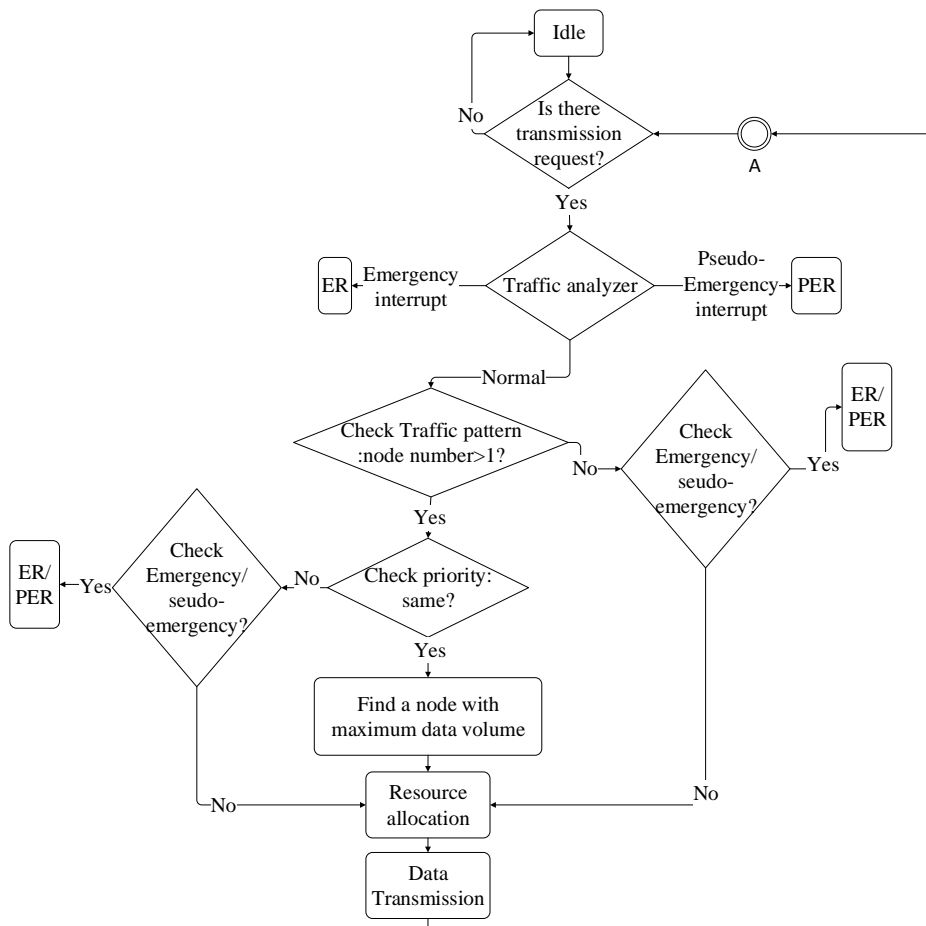 Idle
No
Is there
transmission
request?
A
Yes
ER
Emergency
interrupt
Traffic analyzer
Pseudo-
Emergency
interrupt
PER
Normal
ER/
PER
Check Traffic pattern
:node number>1?
No
Check
Emergency/
seudo-
emergency?
Yes
Yes
ER/
PER
Yes
Check
Emergency/
seudo-
emergency?
No
Check priority:
same?
Yes
Find a node with
maximum data volume
No
Resource
allocation
No
Data
Transmission